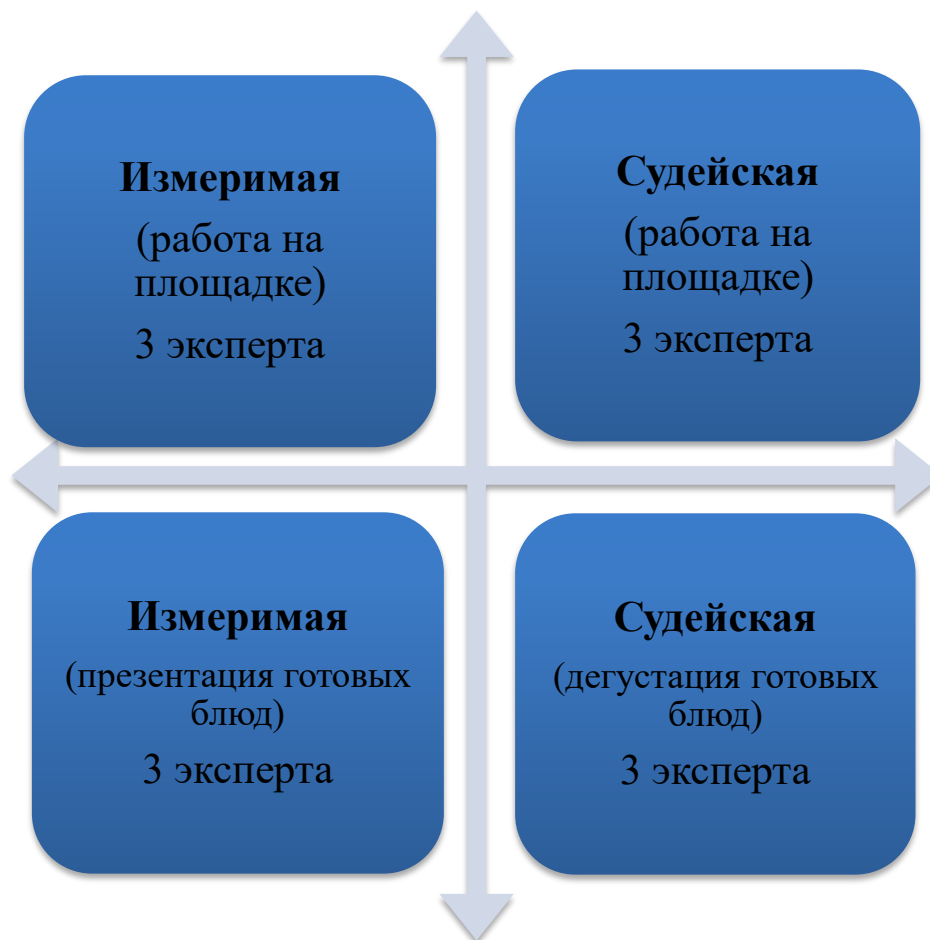 Измеримая
(работа на
площадке)
3 эксперта
Судейская
(работа на
площадке)
3 эксперта
Измеримая
(презентация готовых
блюд)
3 эксперта
Судейская
(дегустация готовых
блюд)
3 эксперта